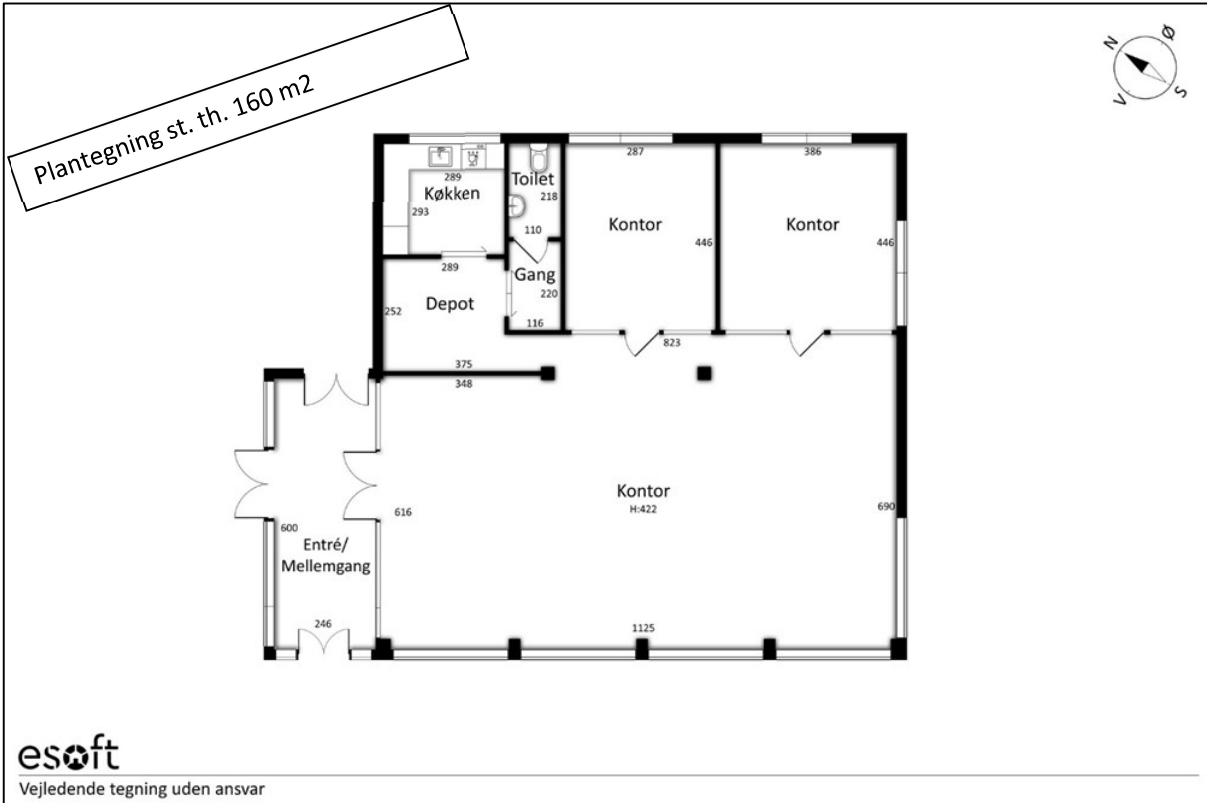 Plantegning st. th. 160 m2
N
Ø
V
S
287
386
289
Køkken
293
Toilet
218
110
Kontor
446
Kontor
446
289
Gang
220
116
Depot
252
375
348
823
Kontor
H:422
616
690
600
Entré/
Mellemgang
246
1125
esoft
Vejledende tegning uden ansvar